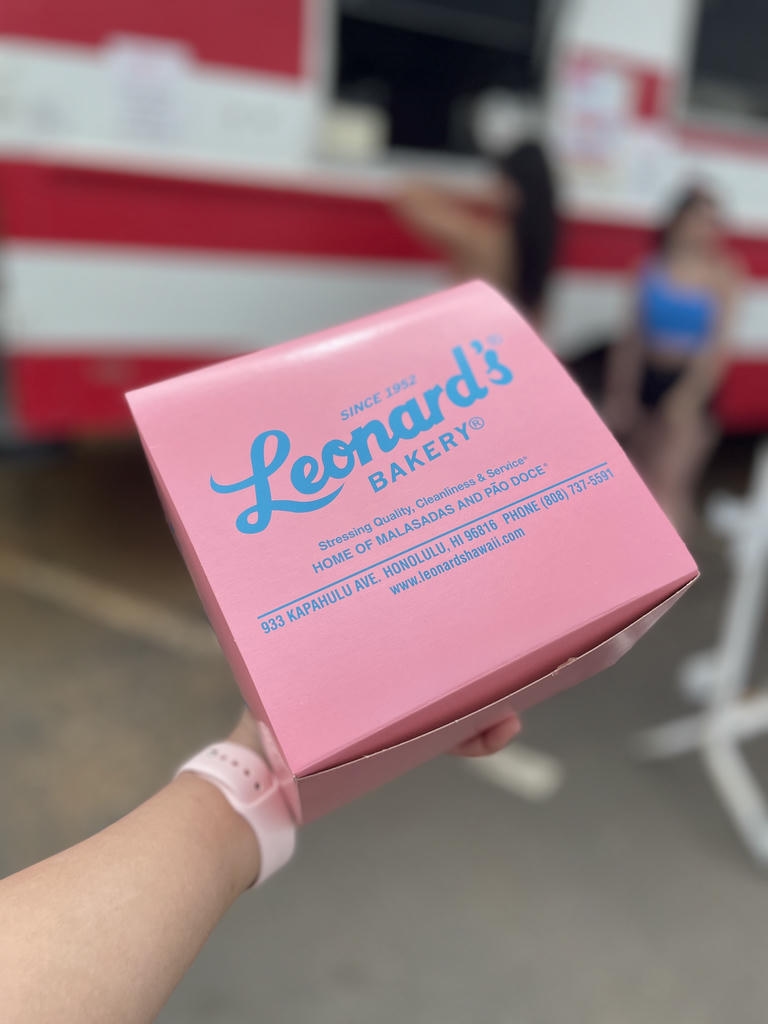 SINCE 1952
Leonard's®
BAKERY®
Stressing Quality, Cleanliness & Service®
HOME OF MALASADAS AND PÃO DOCE®
933 KAPAHULU AVE. HONOLULU, HI 96816 PHONE (808) 737-5591
www.leonardshawaii.com